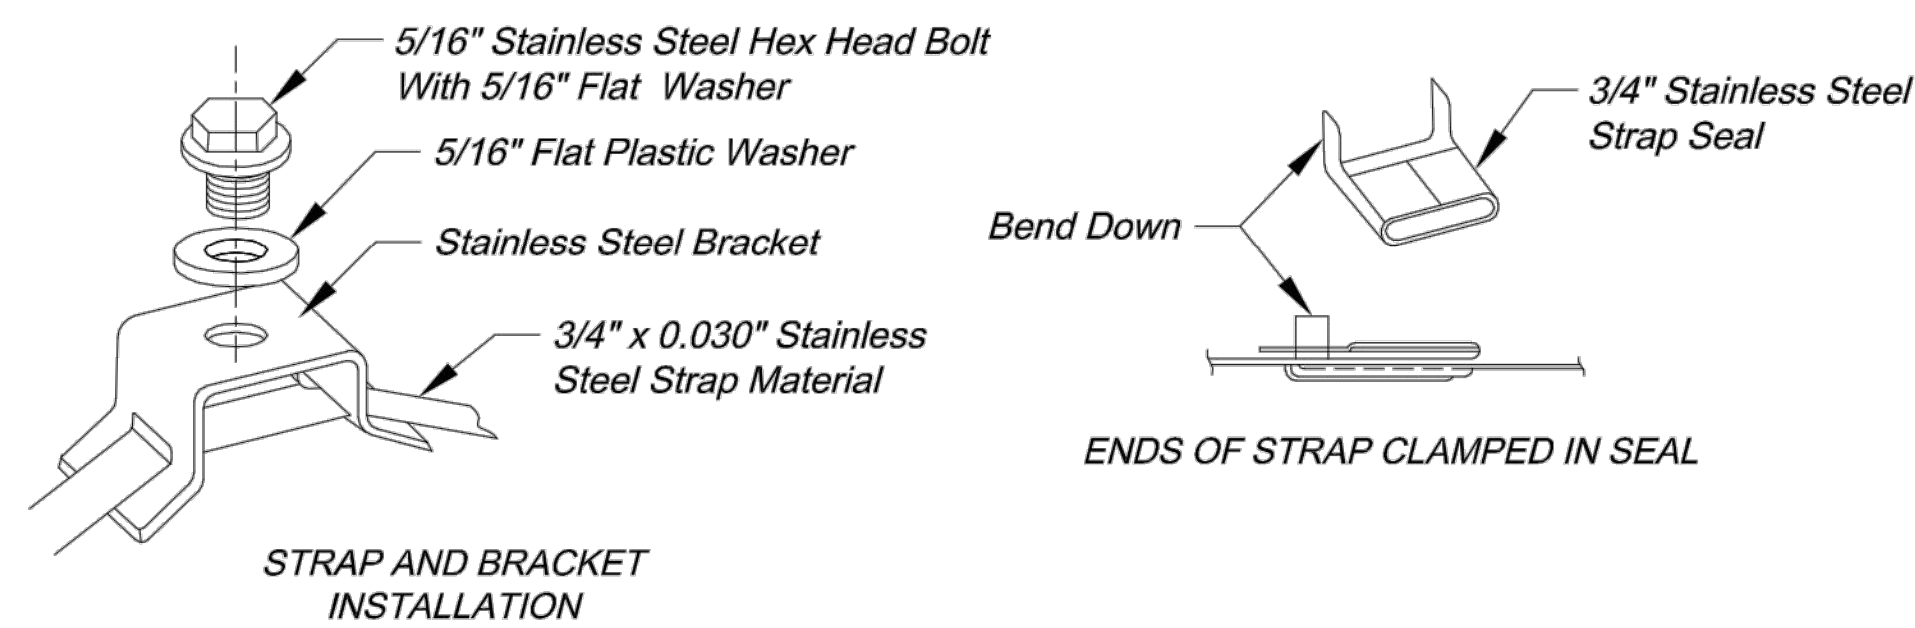 5/16" Stainless Steel Hex Head Bolt
With 5/16" Flat Washer
5/16" Flat Plastic Washer
Stainless Steel Bracket
3/4" x 0.030" Stainless
Steel Strap Material
STRAP AND BRACKET
INSTALLATION
3/4" Stainless Steel
Strap Seal
Bend Down
ENDS OF STRAP CLAMPED IN SEAL